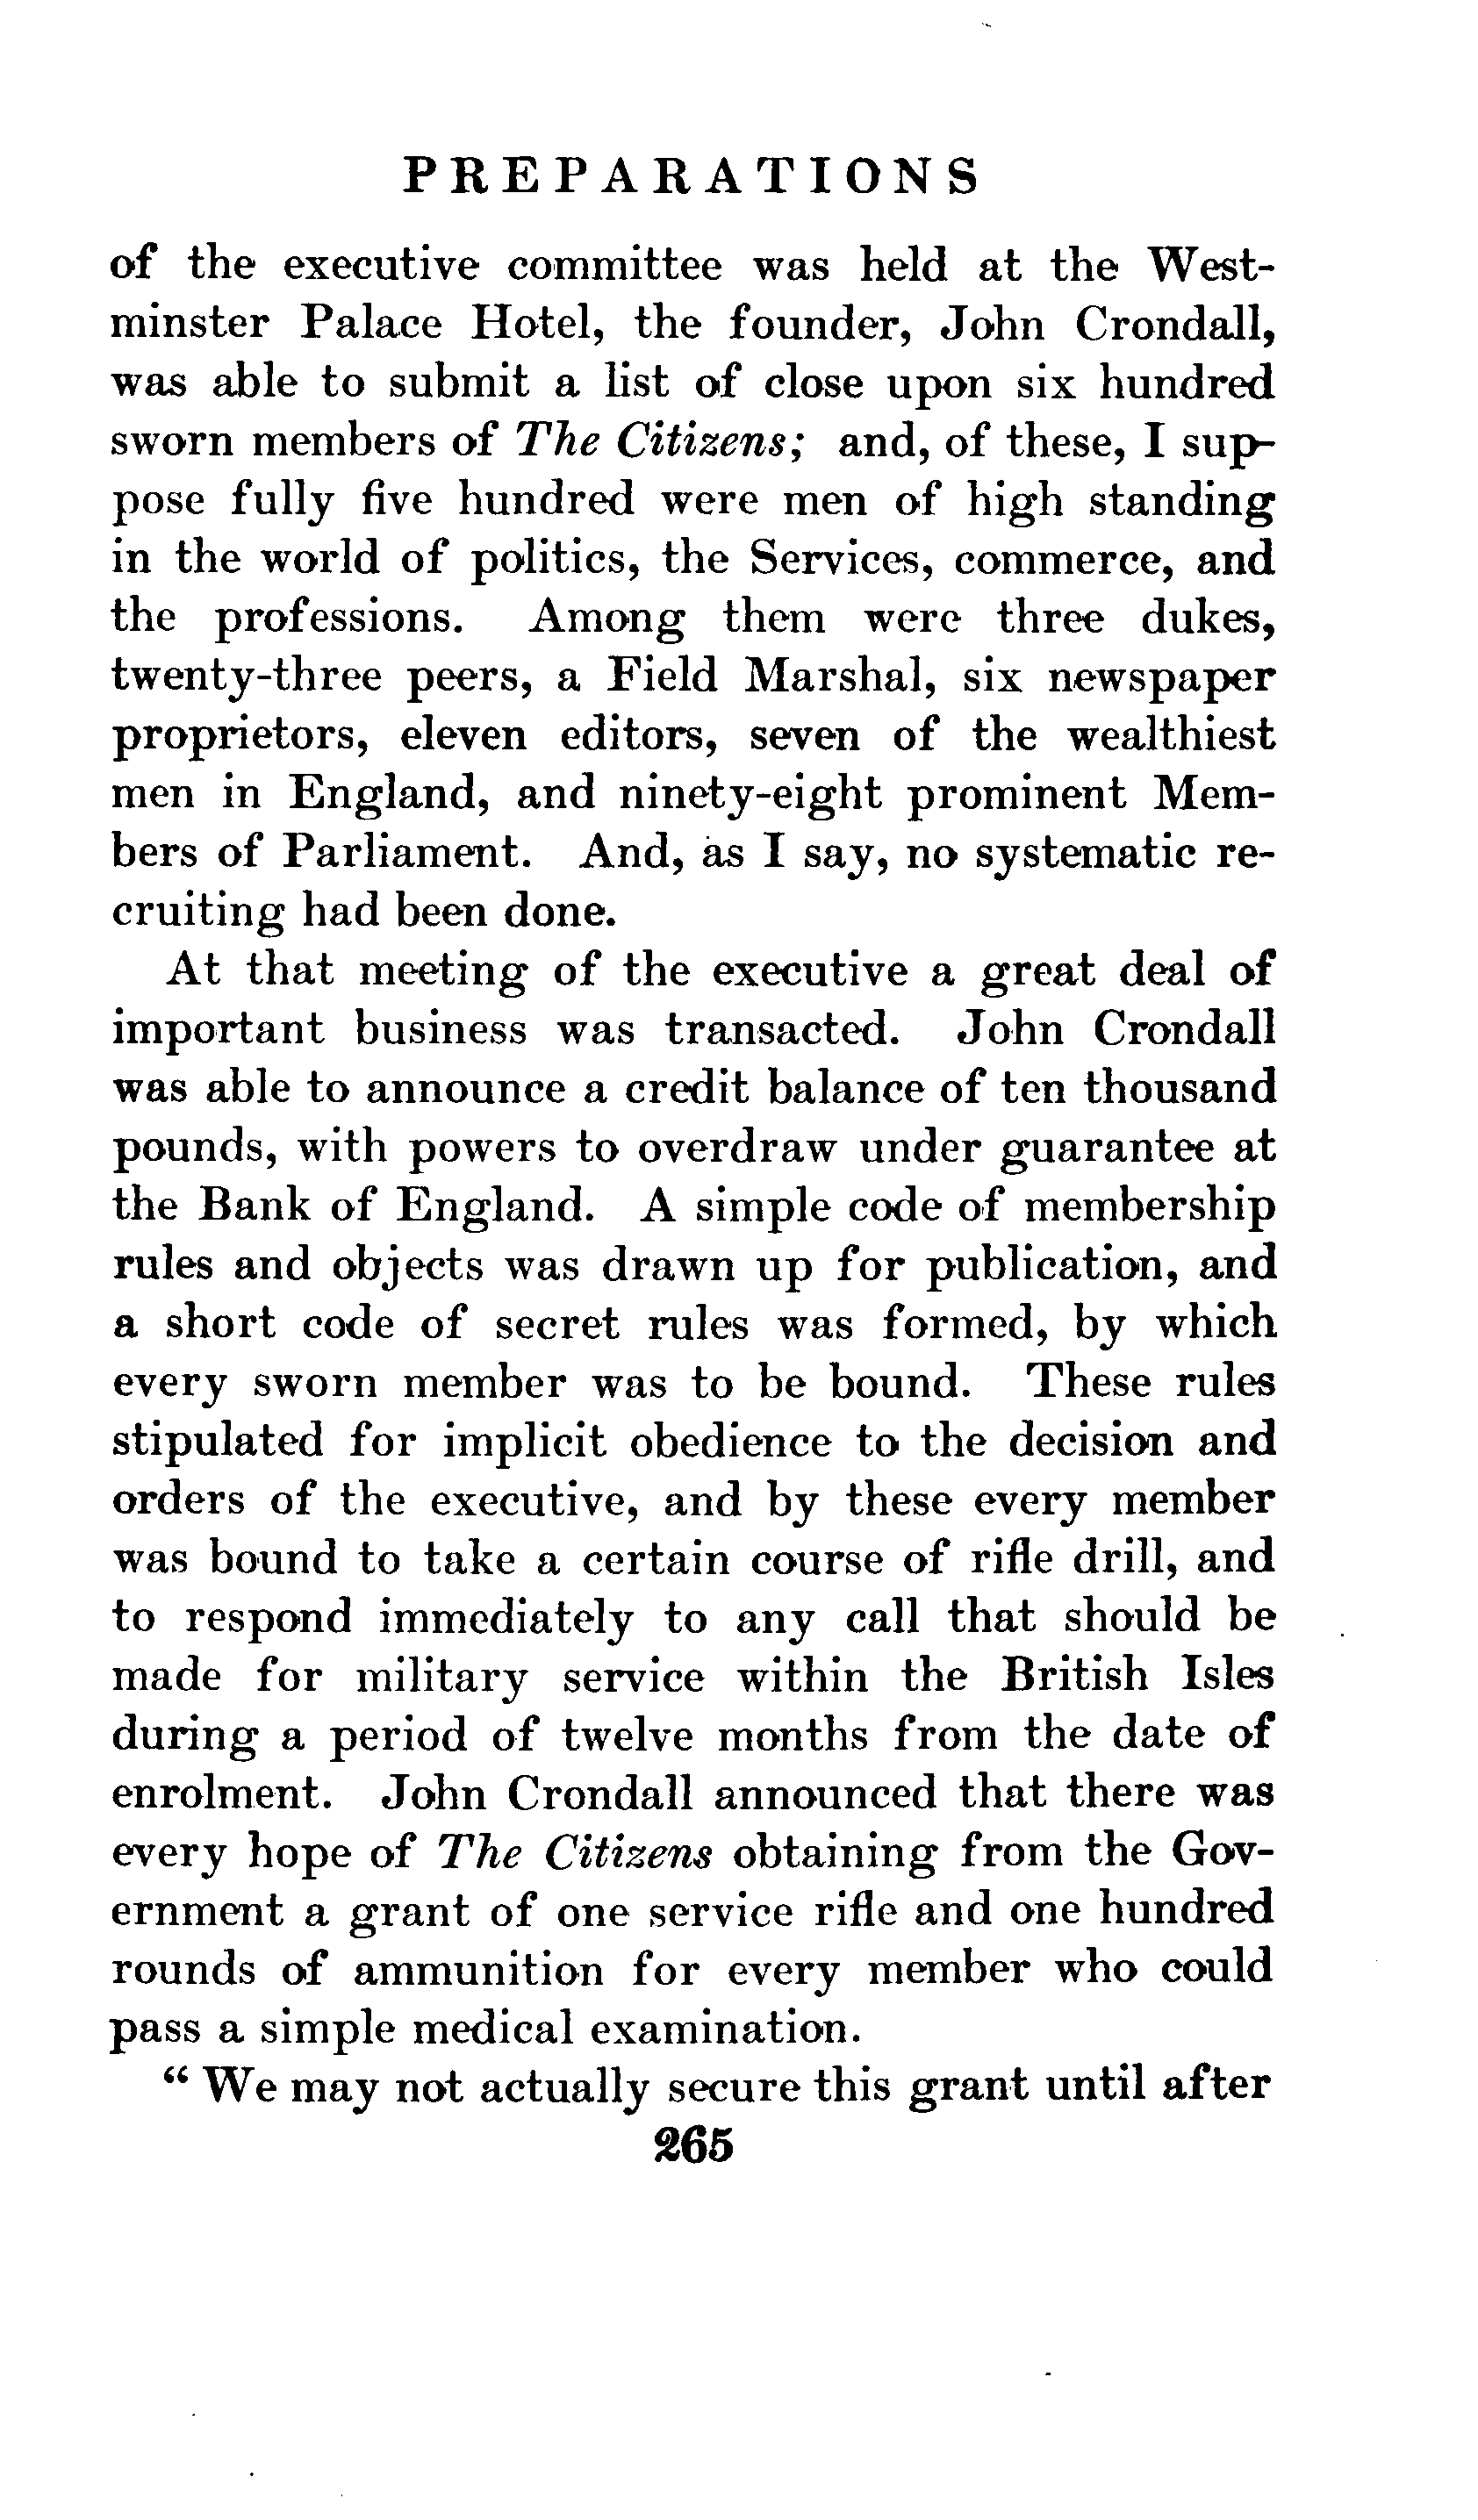 PREPARATIONS
of the executive committee was held at the West-
minster Palace Hotel, the founder, John Crondall,
was able to submit a list of close upon six hundred
sworn members of The Citizens; and, of these, I sup-
pose fully five hundred were men of high standing
in the world of politics, the Services, commerce, and
the professions. Among them were three dukes,
twenty-three peers, a Field Marshal, six newspaper
proprietors, eleven editors, seven of the wealthiest
men in England, and ninety-eight prominent Mem-
bers of Parliament. And, as I say, no systematic re-
cruiting had been done.
At that meeting of the executive a great deal of
important business was transacted. John Crondall
was able to announce a credit balance of ten thousand
pounds, with powers to overdraw under guarantee at
the Bank of England. A simple code of membership
rules and objects was drawn up for publication, and
a short code of secret rules was formed, by which
every sworn member was to be bound. These rules
stipulated for implicit obedience to the decision and
orders of the executive, and by these every member
was bound to take a certain course of rifle drill, and
to respond immediately to any call that should be
made for military service within the British Isles
during a period of twelve months from the date of
enrolment. John Crondall announced that there was
every hope of The Citizens obtaining from the Gov-
ernment a grant of one service rifle and one hundred
rounds of ammunition for every member who could
pass a simple medical examination.
" We may not actually secure this grant until after
265